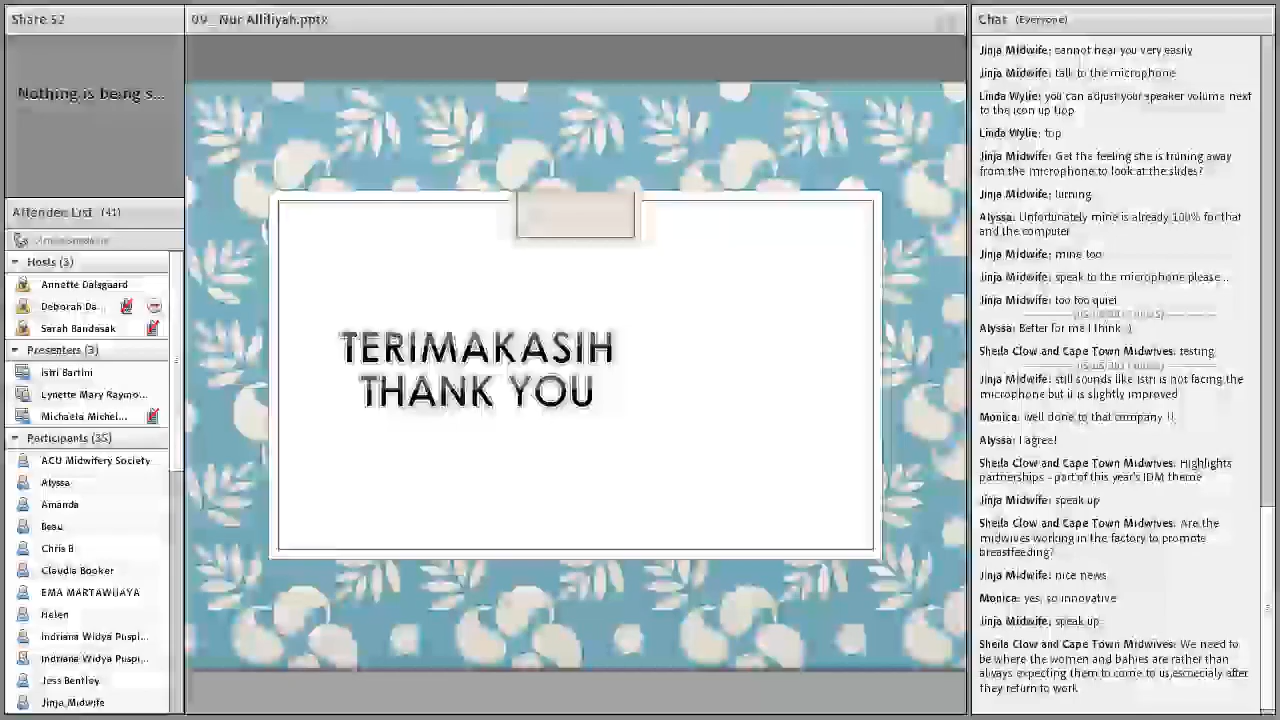 Share 52
Nothing is being s...
Attendee List (41)
Hosts (3)
Annette Dalsgaard
Deborah Da...
Sarah Bandasak
Presenters (3)
Istri Bartini
Lynette Mary Raymo...
Michaela Michel...
Participants (35)
ACU Midwifery Society
Alyssa
Amanda
Beau
Chris B
Claudia Booker
EMA MARTAWIJAYA
Helen
Indriana Widya Puspi...
Indriana Widya Puspi...
Jess Bentley
Jinja Midwife
09_ Nur Alfiliyah.pptx
TERIMAKASIH
THANK YOU
Chat (Everyone)
Jinja Midwife: cannot hear you very easily
Jinja Midwife: talk to the microphone
Linda Wylie: you can adjust your speaker volume next
to the icon up tiop
Linda Wylie: top
Jinja Midwife: Get the feeling she is truning away
from the microphone to look at the slides?
Jinja Midwife: turning
Alyssa: Unfortunately mine is already 100% for that
and the computer
Jinja Midwife: mine too
Jinja Midwife: speak to the microphone please...
Jinja Midwife: too too quiet
Alyssa: Better for me I think :)
Sheila Clow and Cape Town Midwives: testing
Jinja Midwife: still sounds like Istri is not facing the
microphone but it is slightly improved
Monica: well done to that company !!
Alyssa: I agree!
Sheila Clow and Cape Town Midwives: Highlights
partnerships - part of this year's IDM theme
Jinja Midwife: speak up
Sheila Clow and Cape Town Midwives: Are the
midwives working in the factory to promote
breastfeeding?
Jinja Midwife: nice news
Monica: yes, so innovative
Jinja Midwife: speak up
Sheila Clow and Cape Town Midwives: We need to
be where the women and babies are rather than
always expecting them to come to us,esmecialy after
they return to work